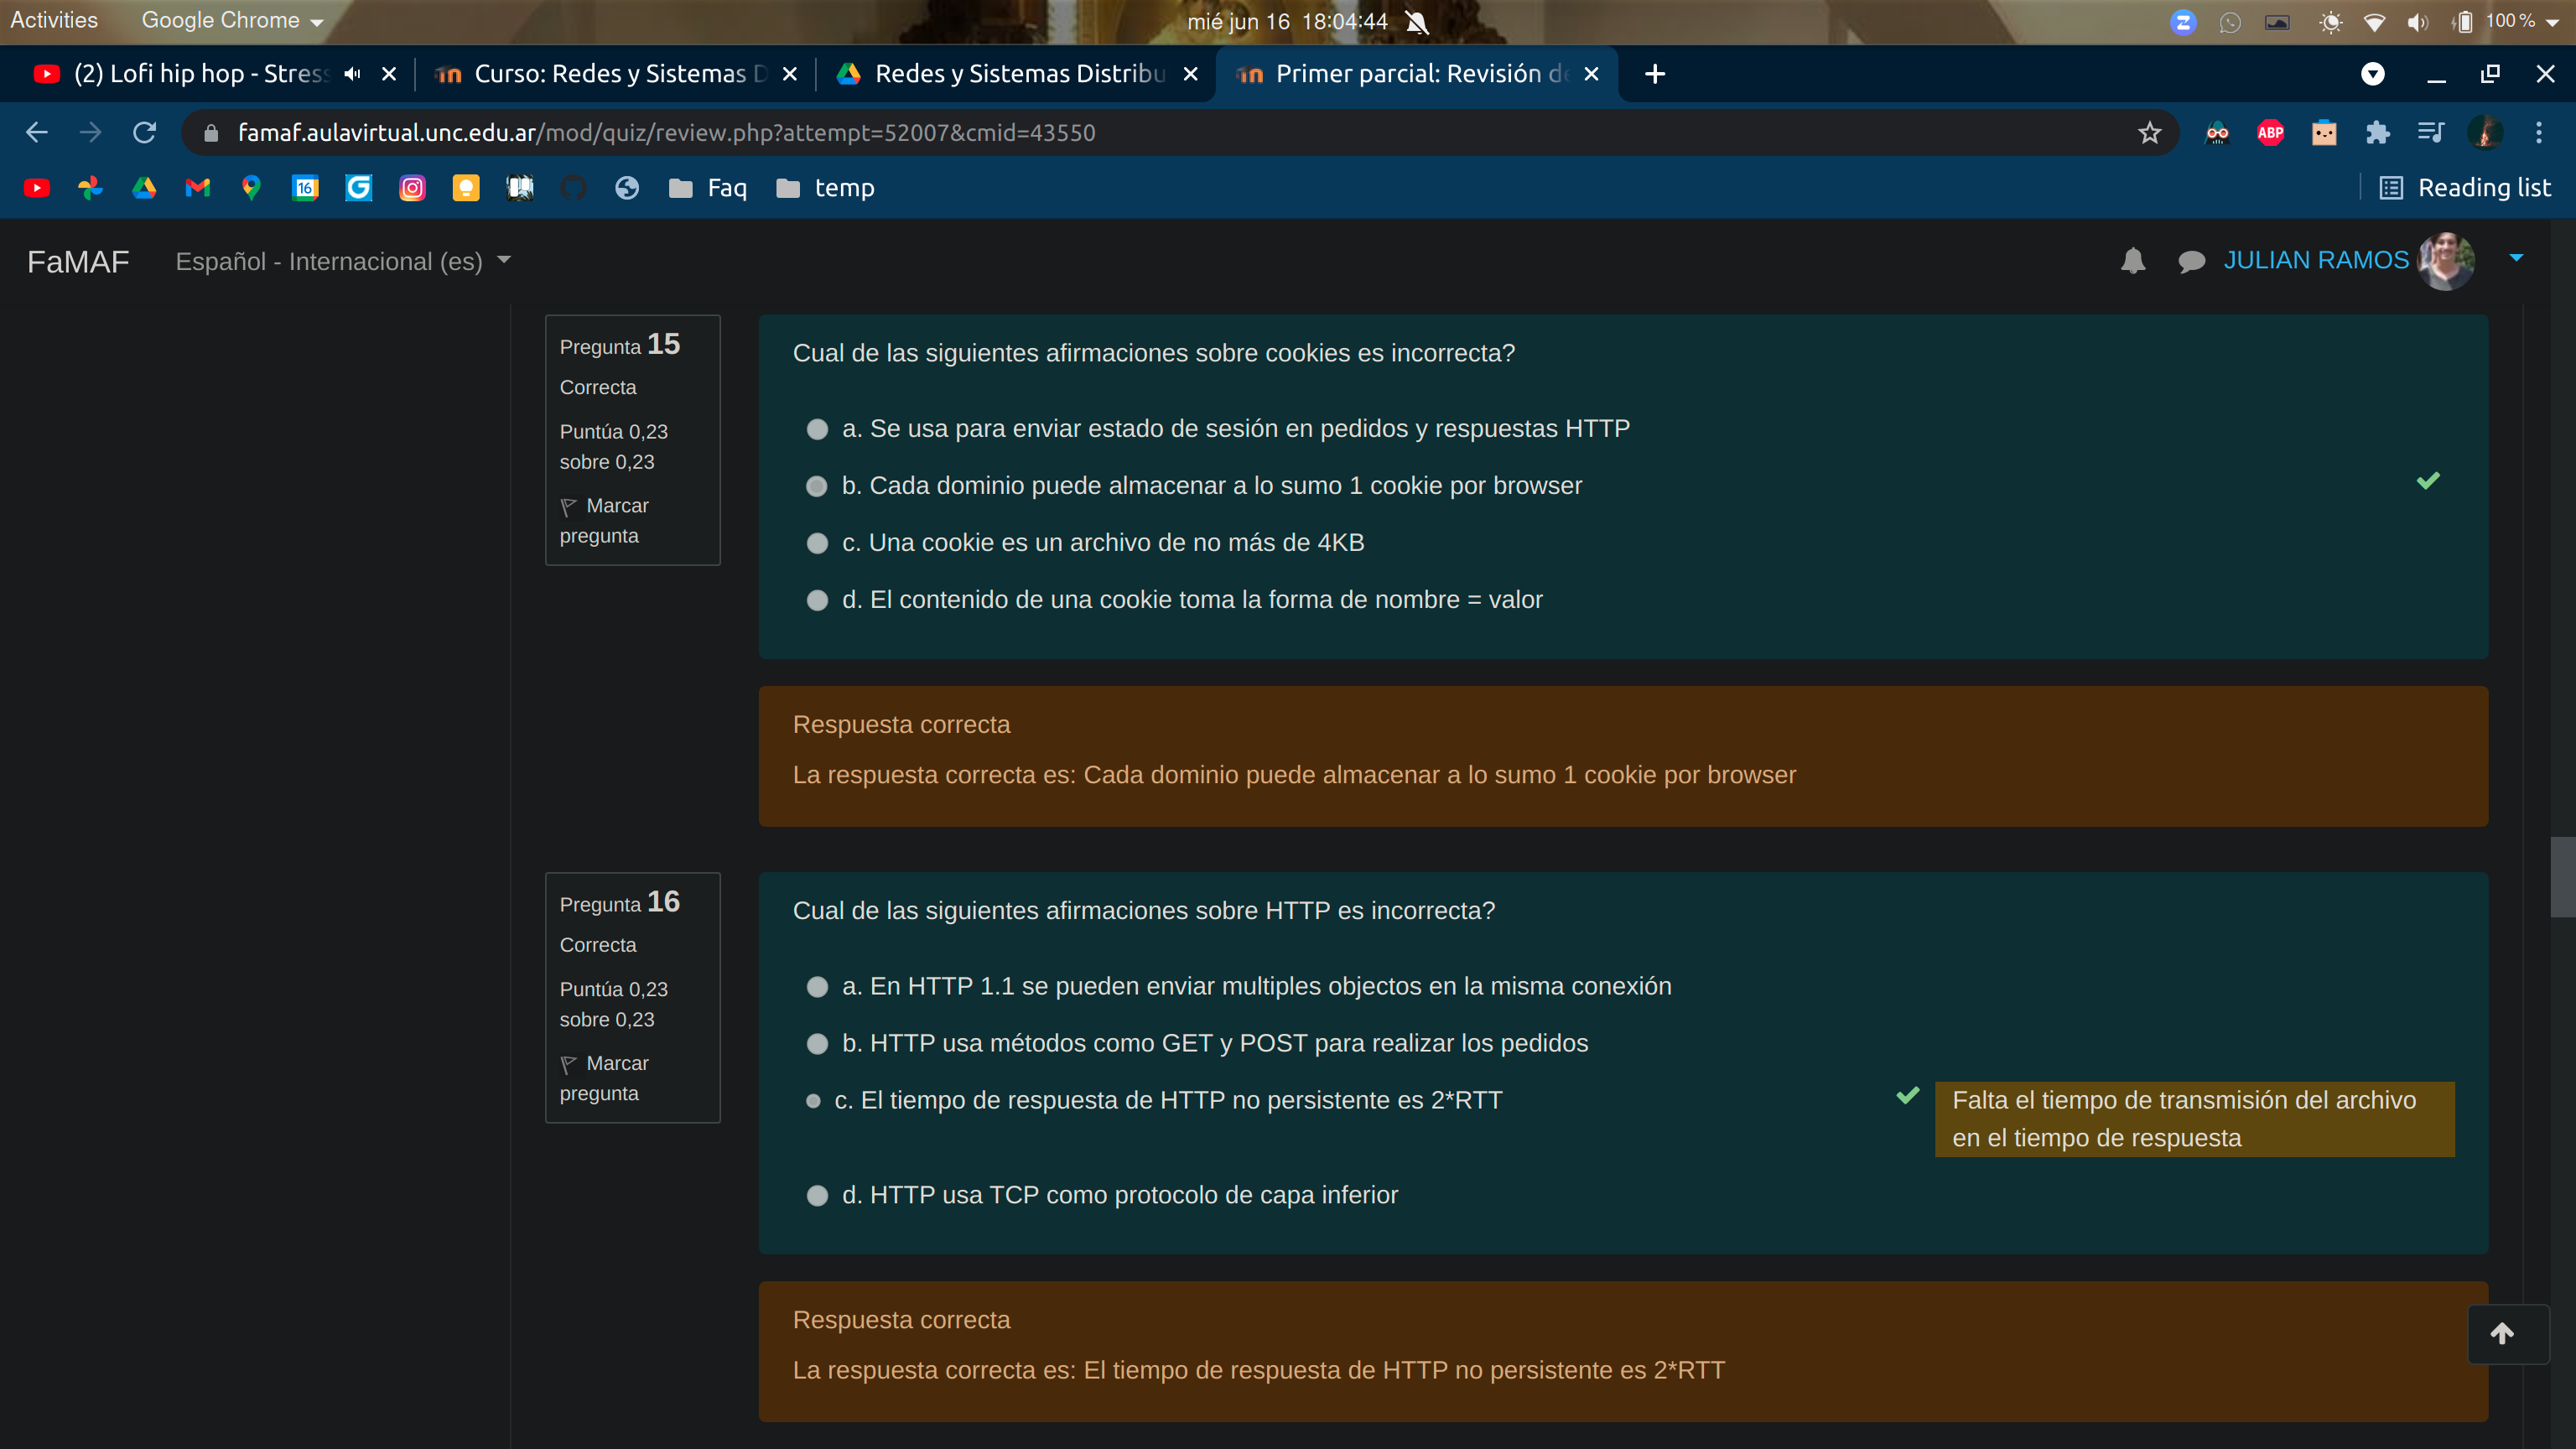 Activities Google Chrome mié jun 16 18:04:44 100 %
(2) Lofi hip hop - Stress Curso: Redes y Sistemas D Redes y Sistemas Distribu Primer parcial: Revisión de
famaf.aulavirtual.unc.edu.ar/mod/quiz/review.php?attempt=52007&cmid=43550 ABP
16 Faq temp Reading list
FaMAF Español - Internacional (es) JULIAN RAMOS
Pregunta 15
Correcta
Puntúa 0,23
sobre 0,23
Marcar
pregunta
Cual de las siguientes afirmaciones sobre cookies es incorrecta?
a. Se usa para enviar estado de sesión en pedidos y respuestas HTTP
b. Cada dominio puede almacenar a lo sumo 1 cookie por browser
c. Una cookie es un archivo de no más de 4KB
d. El contenido de una cookie toma la forma de nombre = valor
Respuesta correcta
La respuesta correcta es: Cada dominio puede almacenar a lo sumo 1 cookie por browser
Pregunta 16
Correcta
Puntúa 0,23
sobre 0,23
Marcar
pregunta
Cual de las siguientes afirmaciones sobre HTTP es incorrecta?
a. En HTTP 1.1 se pueden enviar multiples objectos en la misma conexión
b. HTTP usa métodos como GET y POST para realizar los pedidos
c. El tiempo de respuesta de HTTP no persistente es 2*RTT
Falta el tiempo de transmisión del archivo
en el tiempo de respuesta
d. HTTP usa TCP como protocolo de capa inferior
Respuesta correcta
La respuesta correcta es: El tiempo de respuesta de HTTP no persistente es 2*RTT